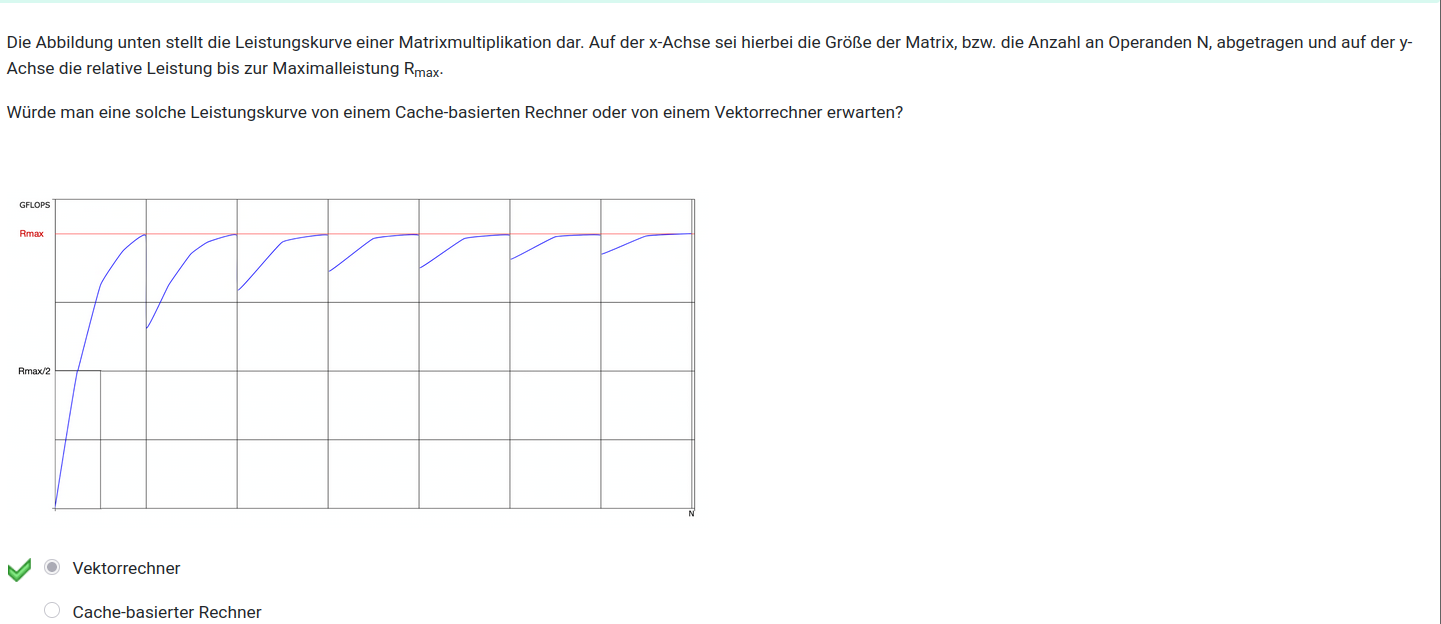 Die Abbildung unten stellt die Leistungskurve einer Matrixmultiplikation dar. Auf der x-Achse sei hierbei die Größe der Matrix, bzw. die Anzahl an Operanden N, abgetragen und auf der y-
Achse die relative Leistung bis zur Maximalleistung Rmax.
Würde man eine solche Leistungskurve von einem Cache-basierten Rechner oder von einem Vektorrechner erwarten?
GFLOPS
Rmax
Rmax/2
N
Vektorrechner
Cache-basierter Rechner